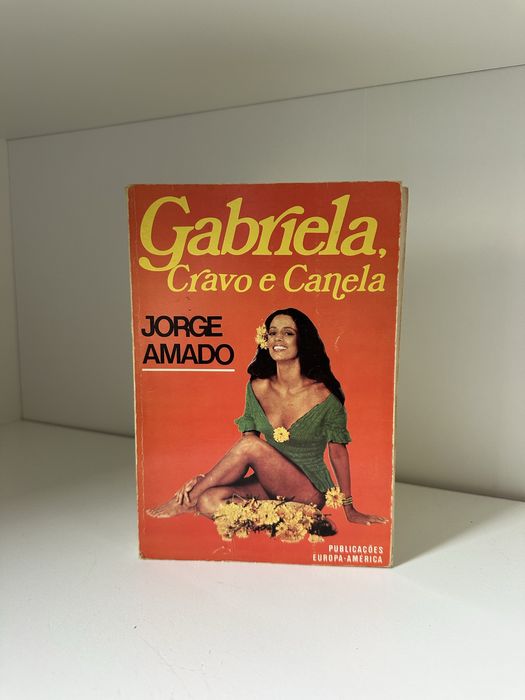 Gabriela,
Cravo e Canela
JORGE
AMADO
PUBLICAÇÕES
EUROPA-AMÉRICA